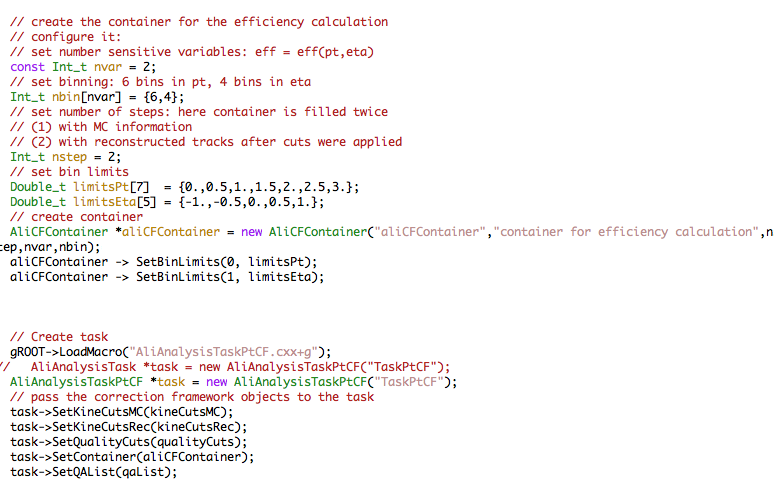 // create the container for the efficiency calculation
// configure it:
// set number sensitive variables: eff = eff(pt,eta)
const Int_t nvar = 2;
// set binning: 6 bins in pt, 4 bins in eta
Int_t nbin[nvar] = {6,4};
// set number of steps: here container is filled twice
// (1) with MC information
// (2) with reconstructed tracks after cuts were applied
Int_t nstep = 2;
// set bin limits
Double_t limitsPt[7]  = {0.,0.5,1.,1.5,2.,2.5,3.};
Double_t limitsEta[5] = {-1.,-0.5,0.,0.5,1.};
// create container
AliCFContainer *aliCFContainer = new AliCFContainer("aliCFContainer","container for efficiency calculation",n
tep,nvar,nbin);
aliCFContainer -> SetBinLimits(0, limitsPt);
aliCFContainer -> SetBinLimits(1, limitsEta);
// Create task
gROOT->LoadMacro("AliAnalysisTaskPtCF.cxx+g");
//   AliAnalysisTask *task = new AliAnalysisTaskPtCF("TaskPtCF");
AliAnalysisTaskPtCF *task = new AliAnalysisTaskPtCF("TaskPtCF");
// pass the correction framework objects to the task
task->SetKineCutsMC(kineCutsMC);
task->SetKineCutsRec(kineCutsRec);
task->SetQualityCuts(qualityCuts);
task->SetContainer(aliCFContainer);
task->SetQAList(qaList);